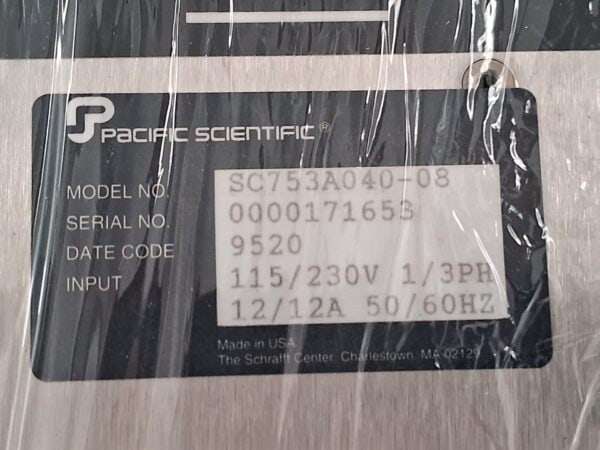 PACIFIC SCIENTIFIC®
MODEL NO. SC753A040-08
SERIAL NO. 0000171653
DATE CODE 9520
INPUT 115/230V 1/3PH
12/12A 50/60HZ
Made in USA
The Schrafft Center, Charlestown, MA 02129